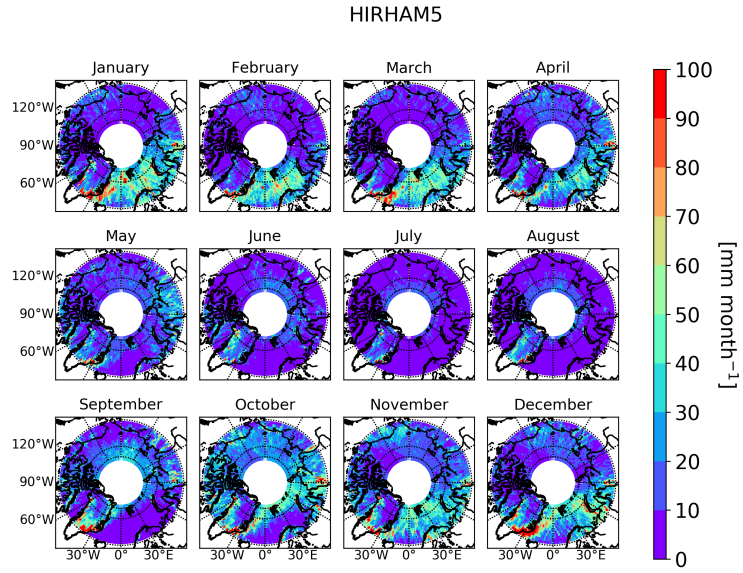 HIRHAM5
January February March April
120°W
90°W
60°W
May June July August
120°W
90°W
60°W
September October November December
120°W
90°W
60°W
30°W 0° 30°E 30°W 0° 30°E 30°W 0° 30°E 30°W 0° 30°E
100
90
80
70
60
50
40
30
20
10
0
[mm month⁻¹]